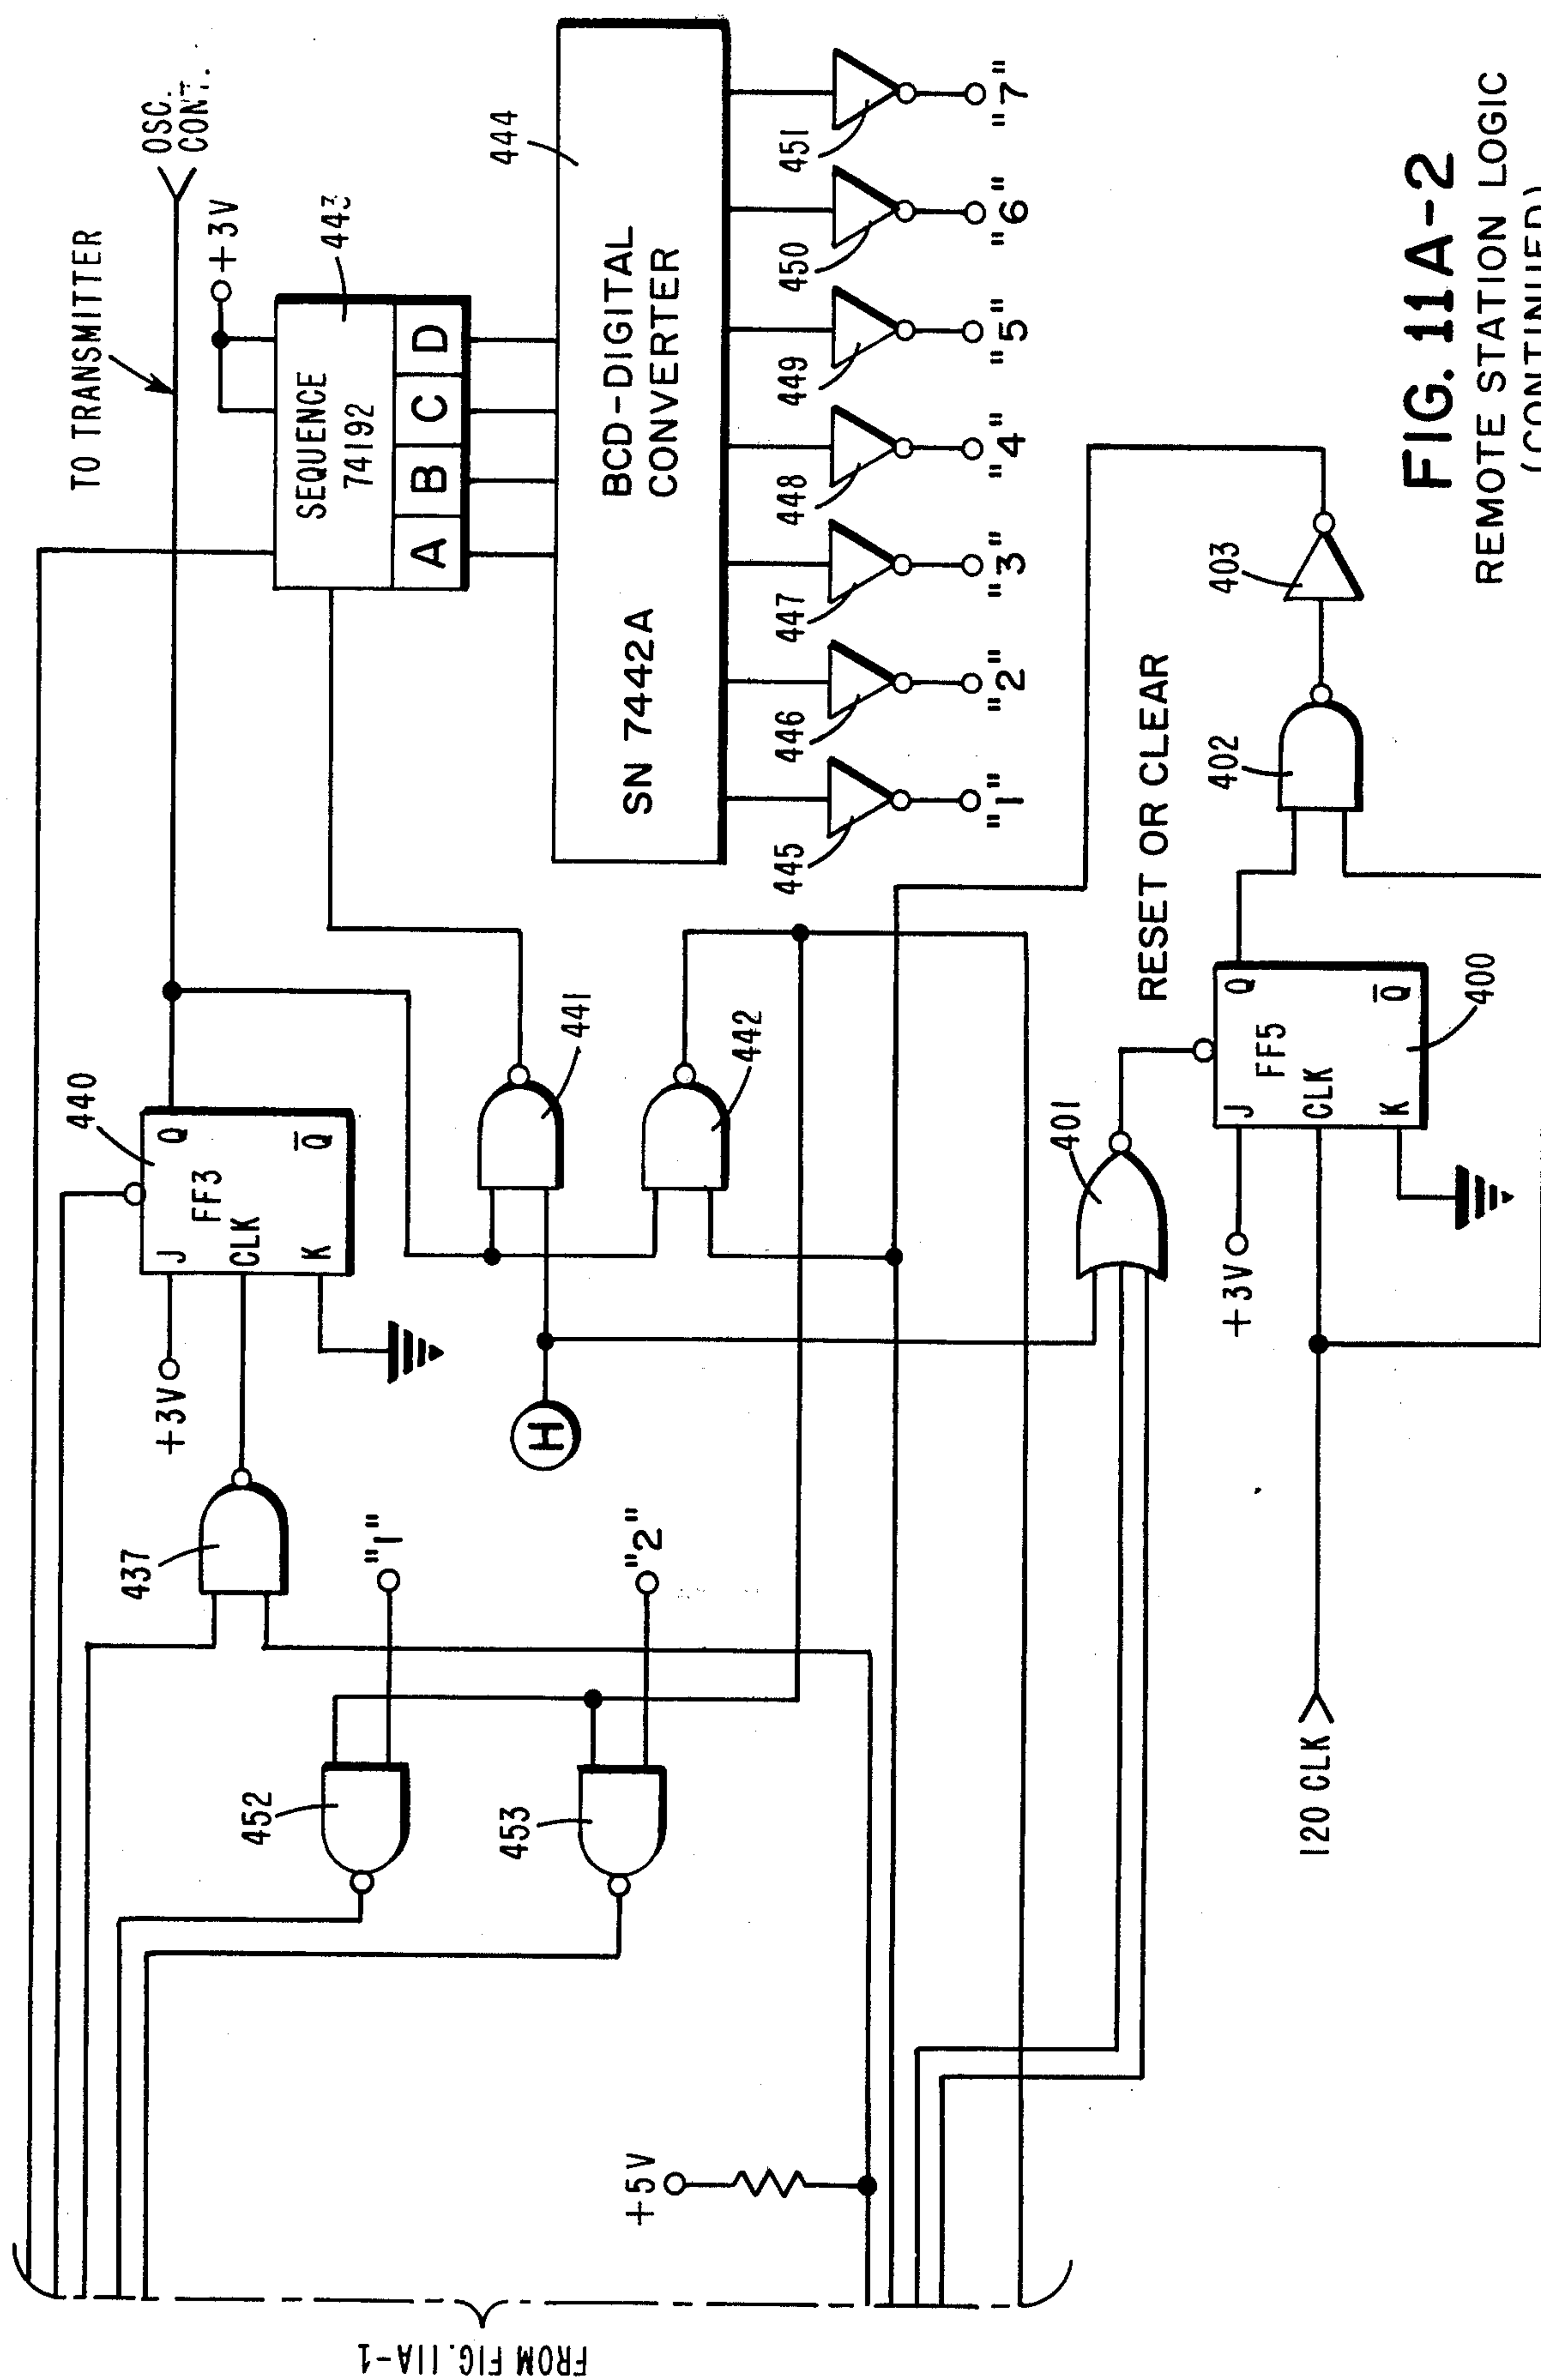 TO TRANSMITTER
OSC.
CONT.
+3V
443
SEQUENCE
74192
A B C D
444
BCD-DIGITAL
CONVERTER
SN 7442A
445
446
447
448
449
450
451
"1"
"2"
"3"
"4"
"5"
"6"
"7"
440
J
Q
FF3
CLK
K
Q̅
+3V
437
441
442
H
452
"1"
453
"2"
+5V
401
RESET OR CLEAR
J
Q
FF5
CLK
K
Q̅
400
+3V
402
403
120 CLK
FROM FIG. 11A-1
FIG. 11A-2
REMOTE STATION LOGIC
(CONTINUED)